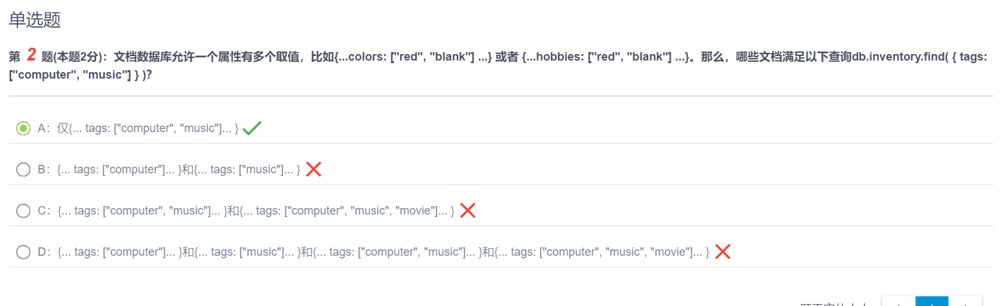 单选题
第 2 题(本题2分)：文档数据库允许一个属性有多个取值，比如{...colors: ["red", "blank"] ...} 或者 {...hobbies: ["red", "blank"] ...}。那么，哪些文档满足以下查询db.inventory.find( { tags:
["computer", "music"] } )?
A：仅{... tags: ["computer", "music"]... }
B：{... tags: ["computer"]... }和{... tags: ["music"]... }
C：{... tags: ["computer", "music"]... }和{... tags: ["computer", "music", "movie"]... }
D：{... tags: ["computer"]... }和{... tags: ["music"]... }和{... tags: ["computer", "music"]... }和{... tags: ["computer", "music", "movie"]... }